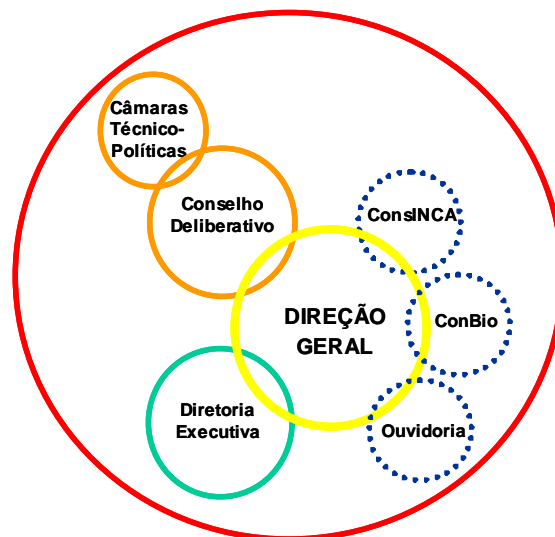 Câmaras
Técnico-
Políticas
Conselho
Deliberativo
ConsINCA
DIREÇÃO
GERAL
ConBio
Diretoria
Executiva
Ouvidoria